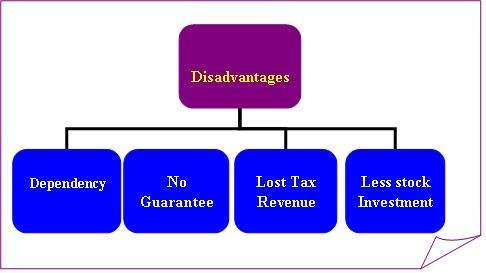 Disadvantages
Dependency
No
Guarantee
Lost Tax
Revenue
Less stock
Investment